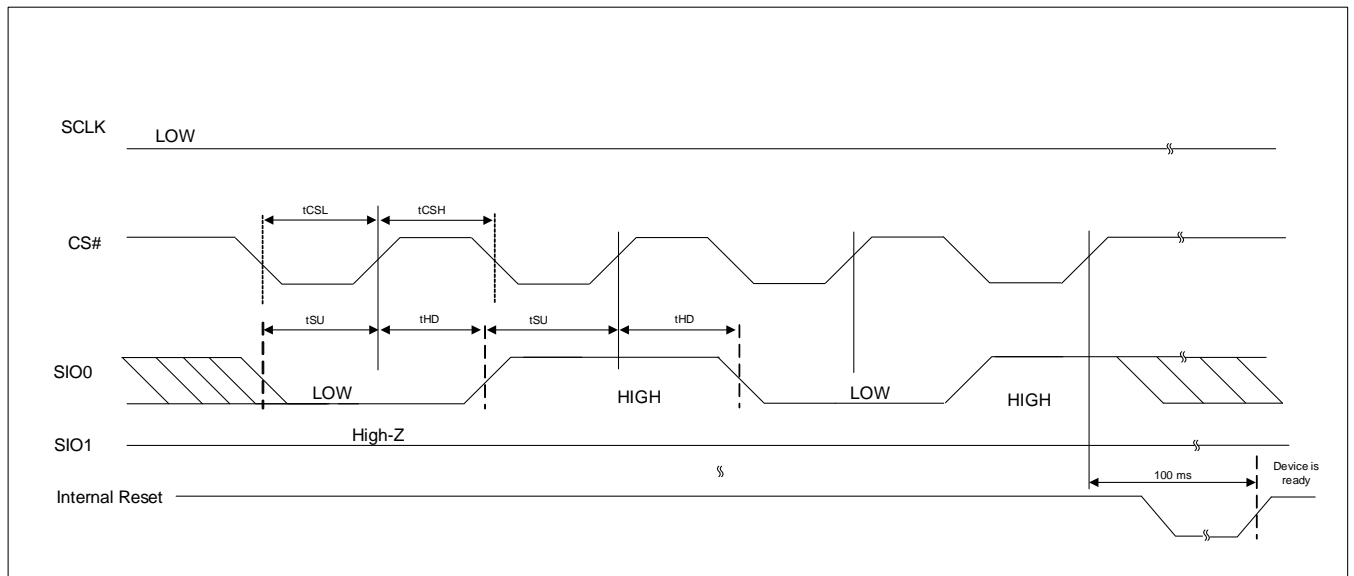 SCLK
LOW
tCSL
tCSH
CS#
tSU
tHD
tSU
tHD
SIO0
LOW
HIGH
LOW
HIGH
High-Z
SIO1
100 ms
Device is
ready
Internal Reset